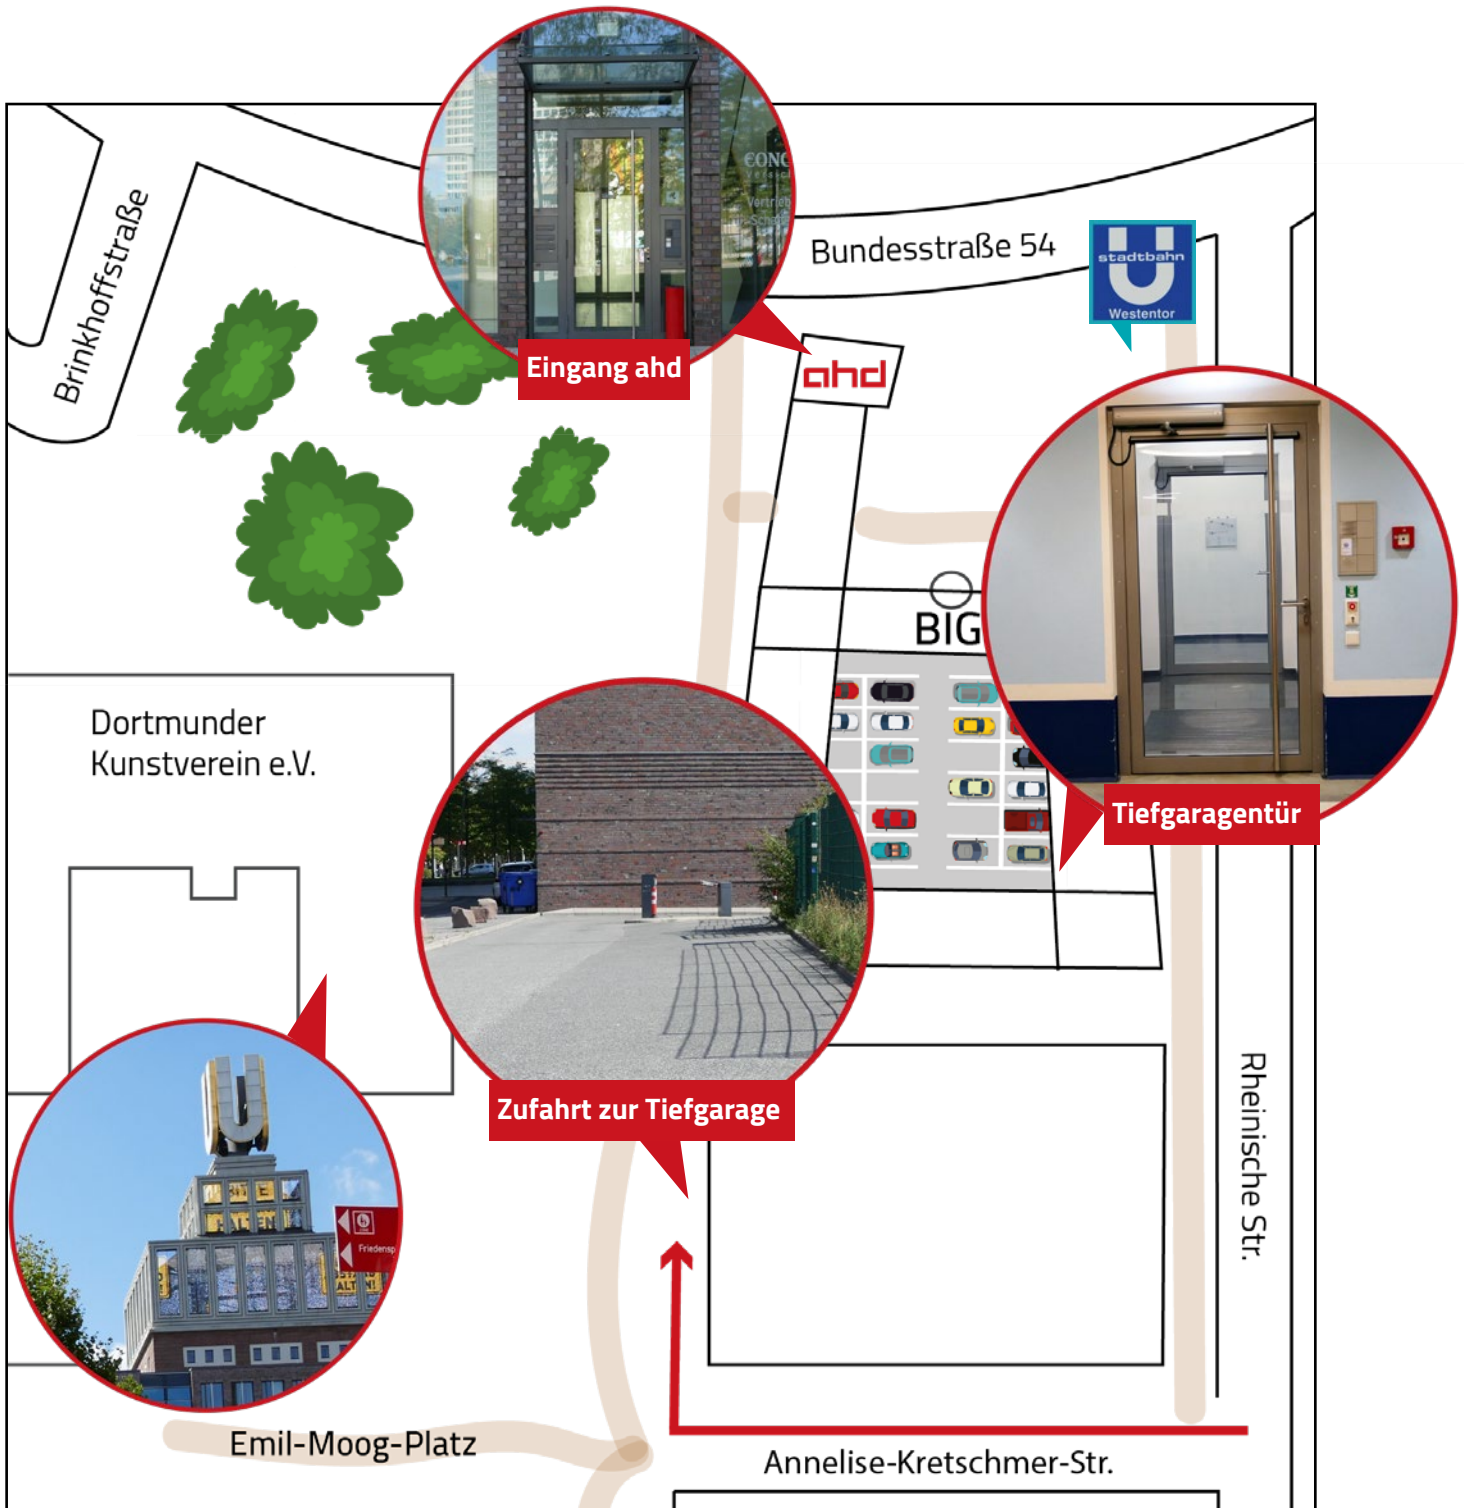 Eingang ahd
Brinkhoffstraße
Bundesstraße 54
stadtbahn
U
Westentor
ahd
BIG
Tiefgaragentür
Dortmunder
Kunstverein e.V.
Zufahrt zur Tiefgarage
U
Rheinische Str.
Emil-Moog-Platz
Annelise-Kretschmer-Str.